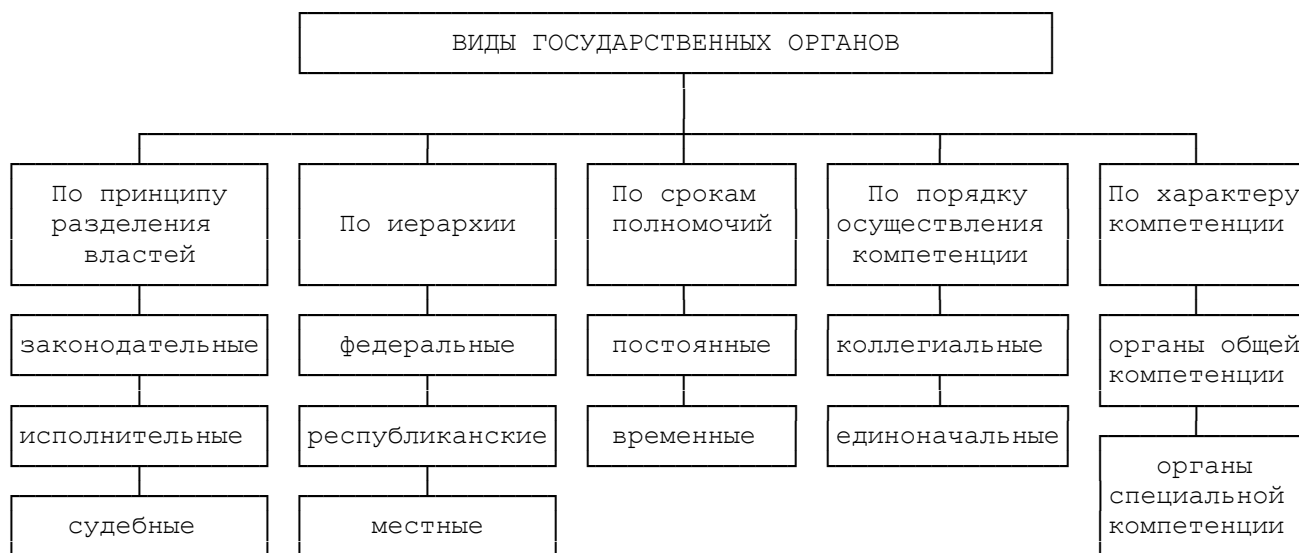 ВИДЫ ГОСУДАРСТВЕННЫХ ОРГАНОВ
По принципу
разделения
властей
По иерархии
По срокам
полномочий
По порядку
осуществления
компетенции
По характеру
компетенции
законодательные
федеральные
постоянные
коллегиальные
органы общей
компетенции
исполнительные
республиканские
временные
единоначальные
органы
специальной
компетенции
судебные
местные